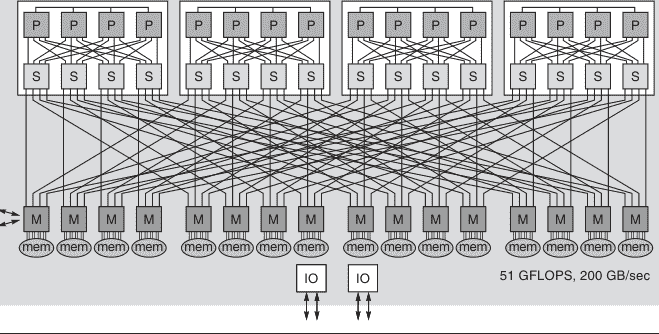 P P P P P P P P P P P P P P P P
S S S S S S S S S S S S S S S S
M M M M M M M M M M M M M M M M
mem mem mem mem mem mem mem mem mem mem mem mem mem mem mem mem
IO IO 51 GFLOPS, 200 GB/sec